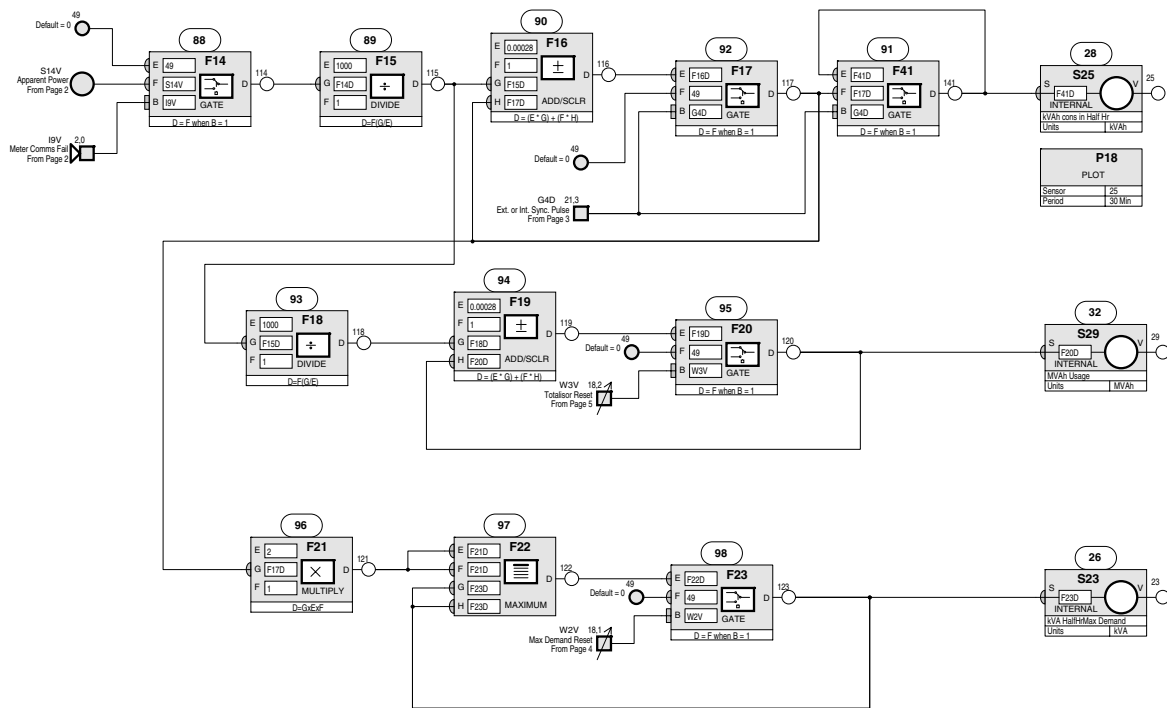 49
Default = 0
S14V
Apparent Power
From Page 2
I9V 2,0
Meter Comms Fail
From Page 2
88
F14
E 49
F S14V D
B I9V
GATE
D = F when B = 1
114
89
F15
E 1000
G F14D D
F 1
DIVIDE
D=F(G/E)
115
90
F16
E 0.00028
F 1 ±
G F15D D
H F17D ADD/SCLR
D = (E * G) + (F * H)
116
49
Default = 0
G4D 21,3
Ext. or Int. Sync. Pulse
From Page 3
92
F17
E F16D
F 49 D
B G4D
GATE
D = F when B = 1
117
91
F41
E F41D
F F17D D
B G4D
GATE
D = F when B = 1
141
28
S25
S F41D V
INTERNAL
kVAh cons in Half Hr
Units kVAh
25
P18
PLOT
Sensor 25
Period 30 Min
93
F18
E 1000
G F15D ÷ D
F 1
DIVIDE
D=F(G/E)
118
94
F19
E 0.00028
F 1 ± D
G F18D
H F20D ADD/SCLR
D = (E * G) + (F * H)
119
49
Default = 0
W3V 18,2
Totalisor Reset
From Page 5
95
F20
E F19D
F 49 D
B W3V
GATE
D = F when B = 1
120
32
S29
S F20D V
INTERNAL
MVAh Usage
Units MVAh
29
96
F21
E 2
G F17D × D
F 1
MULTIPLY
D=GxExF
121
97
F22
E F21D
F F21D D
G F23D
H F23D MAXIMUM
122
49
Default = 0
W2V 18,1
Max Demand Reset
From Page 4
98
F23
E F22D
F 49 D
B W2V
GATE
D = F when B = 1
123
26
S23
S F23D V
INTERNAL
kVA HalfHrMax Demand
Units kVA
23